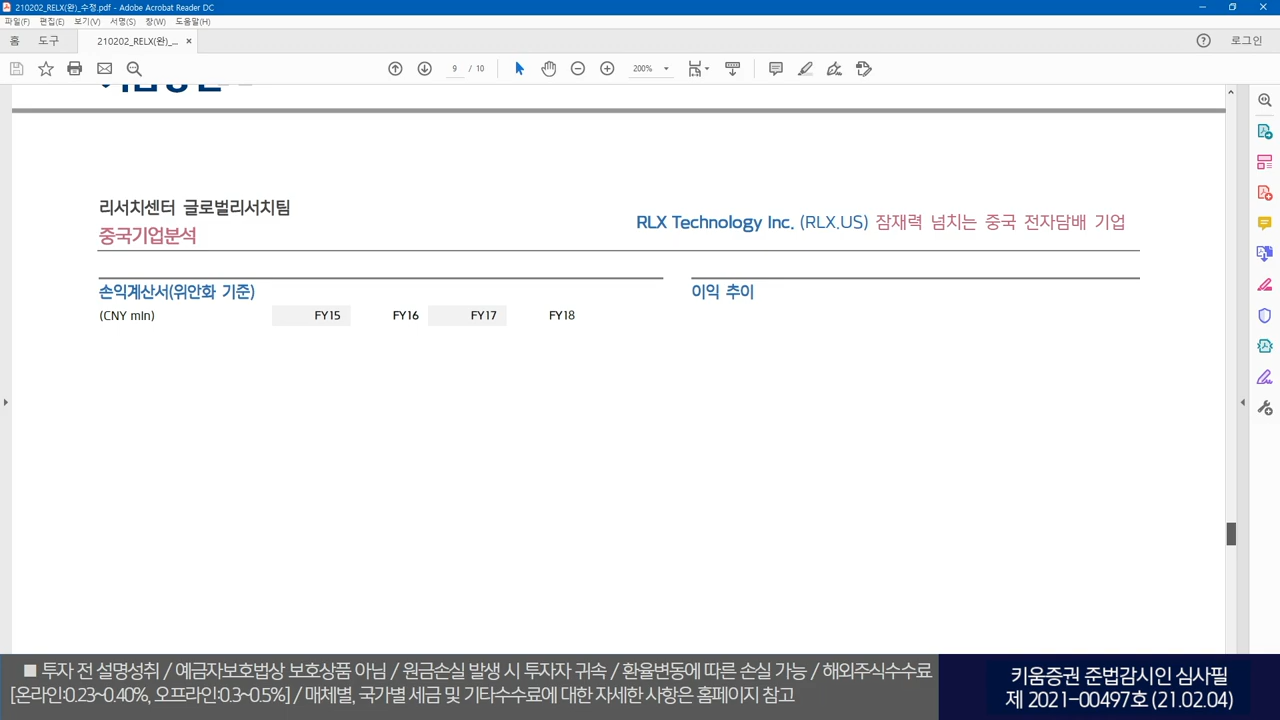 210202_RELX(완)_수정.pdf - Adobe Acrobat Reader DC
파일(F) 편집(E) 보기(V) 서명(S) 창(W) 도움말(H)
홈 도구 210202_RELX(완)_... × 로그인
9 / 10 200%
리서치센터 글로벌리서치팀
중국기업분석
RLX Technology Inc. (RLX.US) 잠재력 넘치는 중국 전자담배 기업
손익계산서(위안화 기준)
(CNY mln) FY15 FY16 FY17 FY18
이익 추이
■ 투자 전 설명청취 / 예금자보호법상 보호상품 아님 / 원금손실 발생 시 투자자 귀속 / 환율변동에 따른 손실 가능 / 해외주식수수료
[온라인:0.23~0.40%, 오프라인:0.3~0.5%] / 매체별, 국가별 세금 및 기타수수료에 대한 자세한 사항은 홈페이지 참고
키움증권 준법감시인 심사필
제 2021-00497호 (21.02.04)